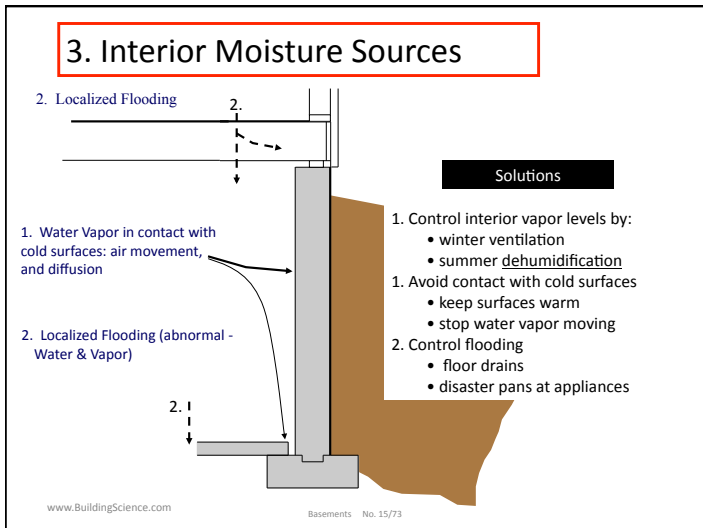 3. Interior Moisture Sources
2. Localized Flooding
2.
1. Water Vapor in contact with
cold surfaces: air movement,
and diffusion
2. Localized Flooding (abnormal -
Water & Vapor)
2.
Solutions
1. Control interior vapor levels by:
• winter ventilation
• summer dehumidification
1. Avoid contact with cold surfaces
• keep surfaces warm
• stop water vapor moving
2. Control flooding
• floor drains
• disaster pans at appliances
www.BuildingScience.com
Basements No. 15/73